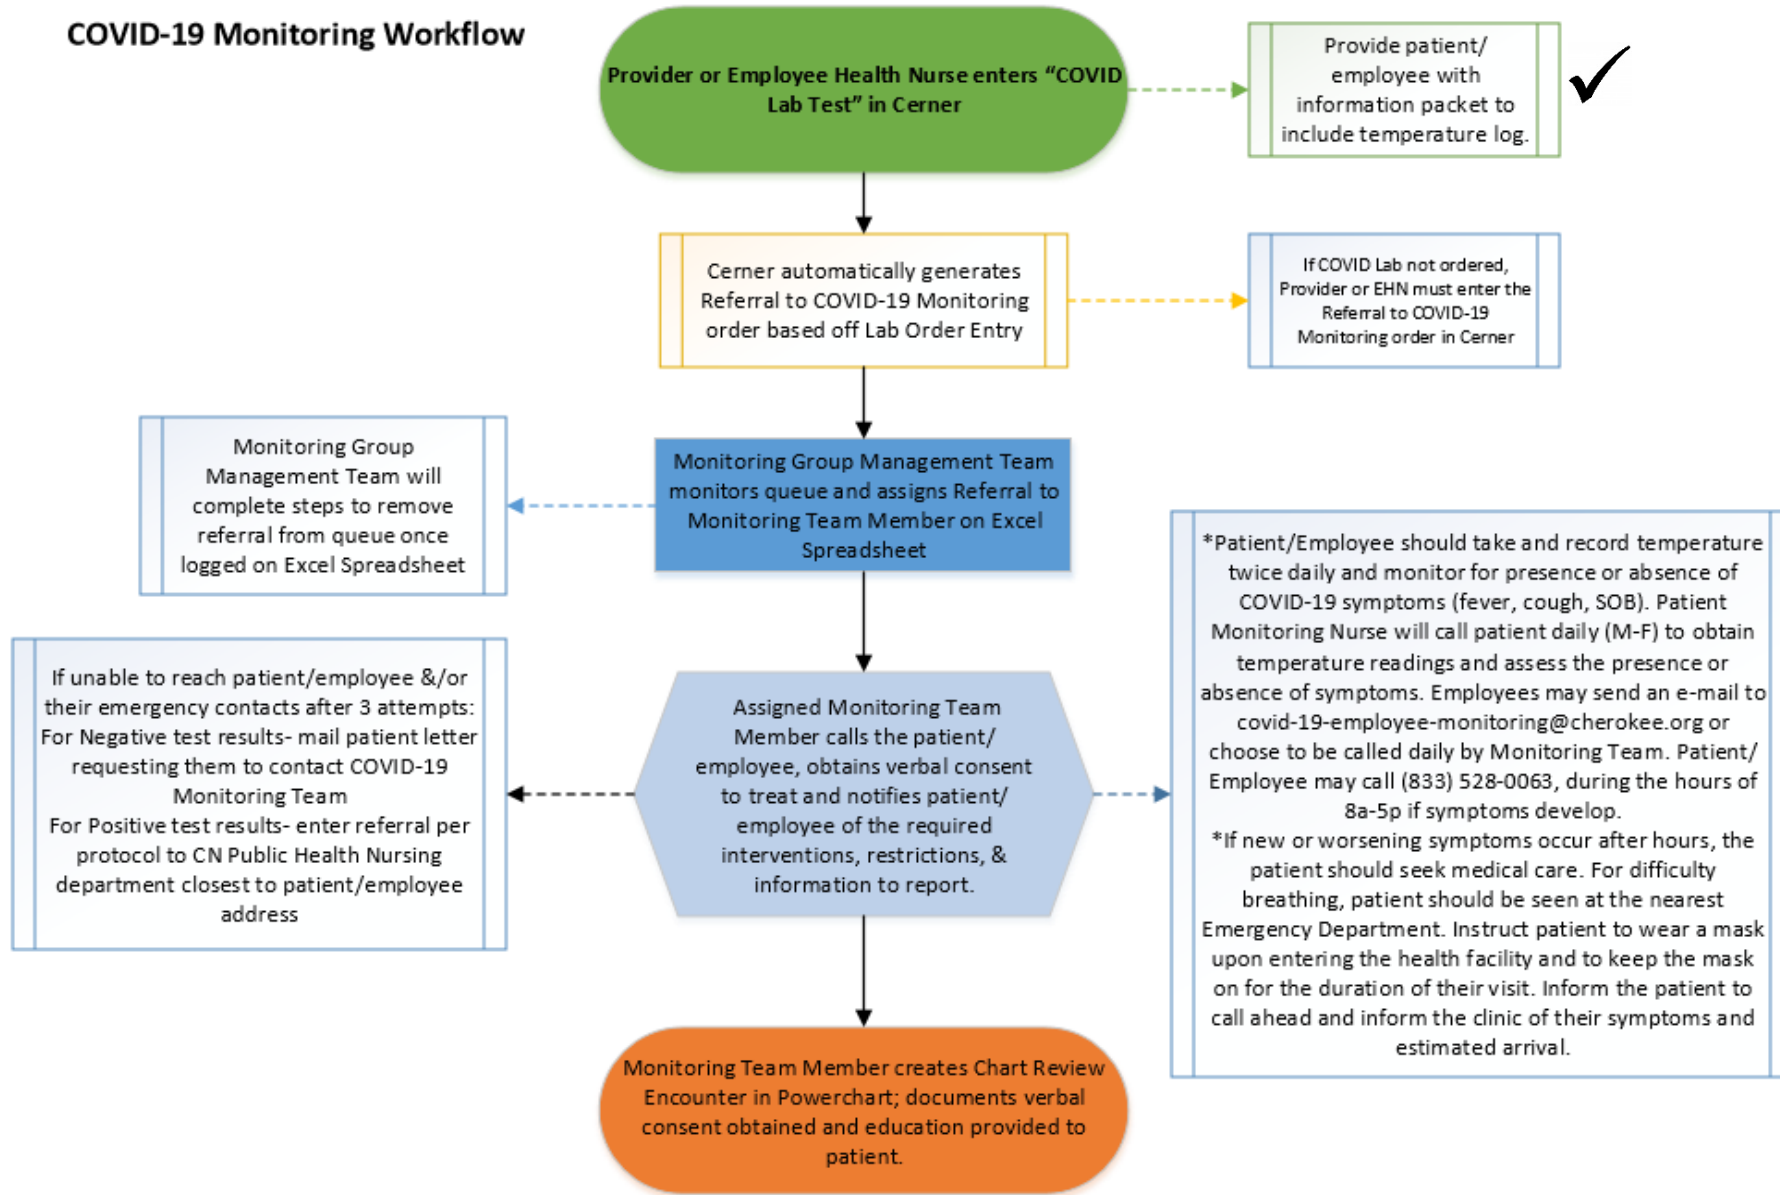 COVID-19 Monitoring Workflow
Provider or Employee Health Nurse enters “COVID
Lab Test” in Cerner
Provide patient/
employee with
information packet to
include temperature log.
Cerner automatically generates
Referral to COVID-19 Monitoring
order based off Lab Order Entry
If COVID Lab not ordered,
Provider or EHN must enter the
Referral to COVID-19
Monitoring order in Cerner
Monitoring Group
Management Team will
complete steps to remove
referral from queue once
logged on Excel Spreadsheet
Monitoring Group Management Team
monitors queue and assigns Referral to
Monitoring Team Member on Excel
Spreadsheet
If unable to reach patient/employee &/or
their emergency contacts after 3 attempts:
For Negative test results- mail patient letter
requesting them to contact COVID-19
Monitoring Team
For Positive test results- enter referral per
protocol to CN Public Health Nursing
department closest to patient/employee
address
Assigned Monitoring Team
Member calls the patient/
employee, obtains verbal consent
to treat and notifies patient/
employee of the required
interventions, restrictions, &
information to report.
*Patient/Employee should take and record temperature
twice daily and monitor for presence or absence of
COVID-19 symptoms (fever, cough, SOB). Patient
Monitoring Nurse will call patient daily (M-F) to obtain
temperature readings and assess the presence or
absence of symptoms. Employees may send an e-mail to
covid-19-employee-monitoring@cherokee.org or
choose to be called daily by Monitoring Team. Patient/
Employee may call (833) 528-0063, during the hours of
8a-5p if symptoms develop.
*If new or worsening symptoms occur after hours, the
patient should seek medical care. For difficulty
breathing, patient should be seen at the nearest
Emergency Department. Instruct patient to wear a mask
upon entering the health facility and to keep the mask
on for the duration of their visit. Inform the patient to
call ahead and inform the clinic of their symptoms and
estimated arrival.
Monitoring Team Member creates Chart Review
Encounter in Powerchart; documents verbal
consent obtained and education provided to
patient.